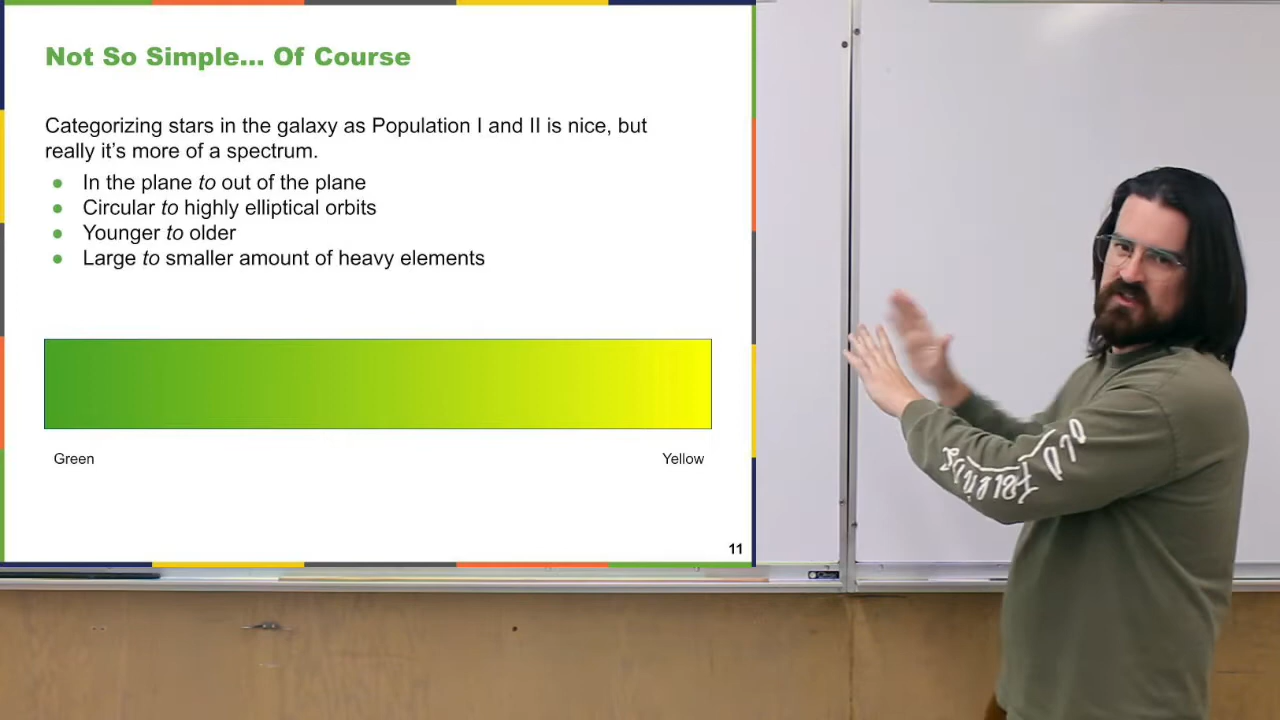 Not So Simple... Of Course
Categorizing stars in the galaxy as Population I and II is nice, but
really it's more of a spectrum.
● In the plane to out of the plane
● Circular to highly elliptical orbits
● Younger to older
● Large to smaller amount of heavy elements
Green Yellow
11
OLD FRIENDS